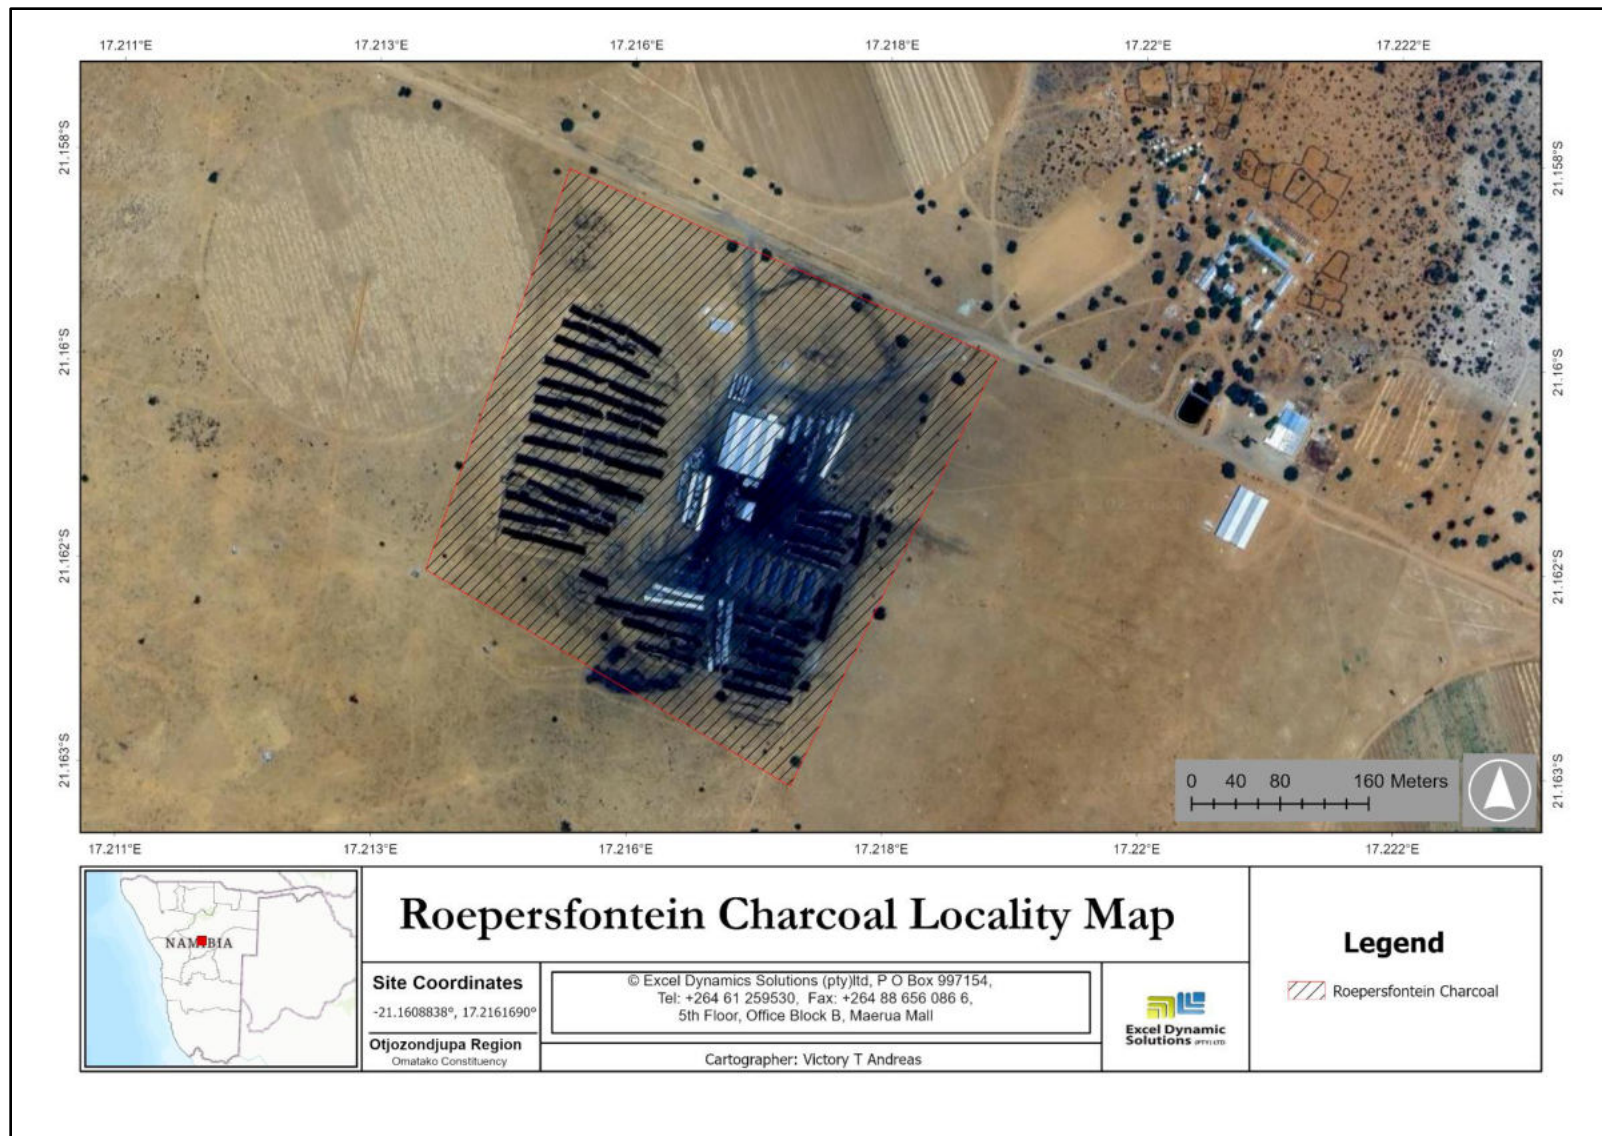 17.211°E 17.213°E 17.216°E 17.218°E 17.22°E 17.222°E
21.158°S
21.16°S
21.162°S
21.163°S
21.158°S
21.16°S
21.162°S
21.163°S
0 40 80 160 Meters
17.211°E 17.213°E 17.216°E 17.218°E 17.22°E 17.222°E
NAMIBIA
Roepersfontein Charcoal Locality Map
Site Coordinates
-21.1608838°, 17.2161690°
Otjozondjupa Region
Omatako Constituency
© Excel Dynamics Solutions (pty)ltd, P O Box 997154,
Tel: +264 61 259530, Fax: +264 88 656 086 6,
5th Floor, Office Block B, Maerua Mall
Cartographer: Victory T Andreas
Excel Dynamic
Solutions (PTY) LTD
Legend
Roepersfontein Charcoal